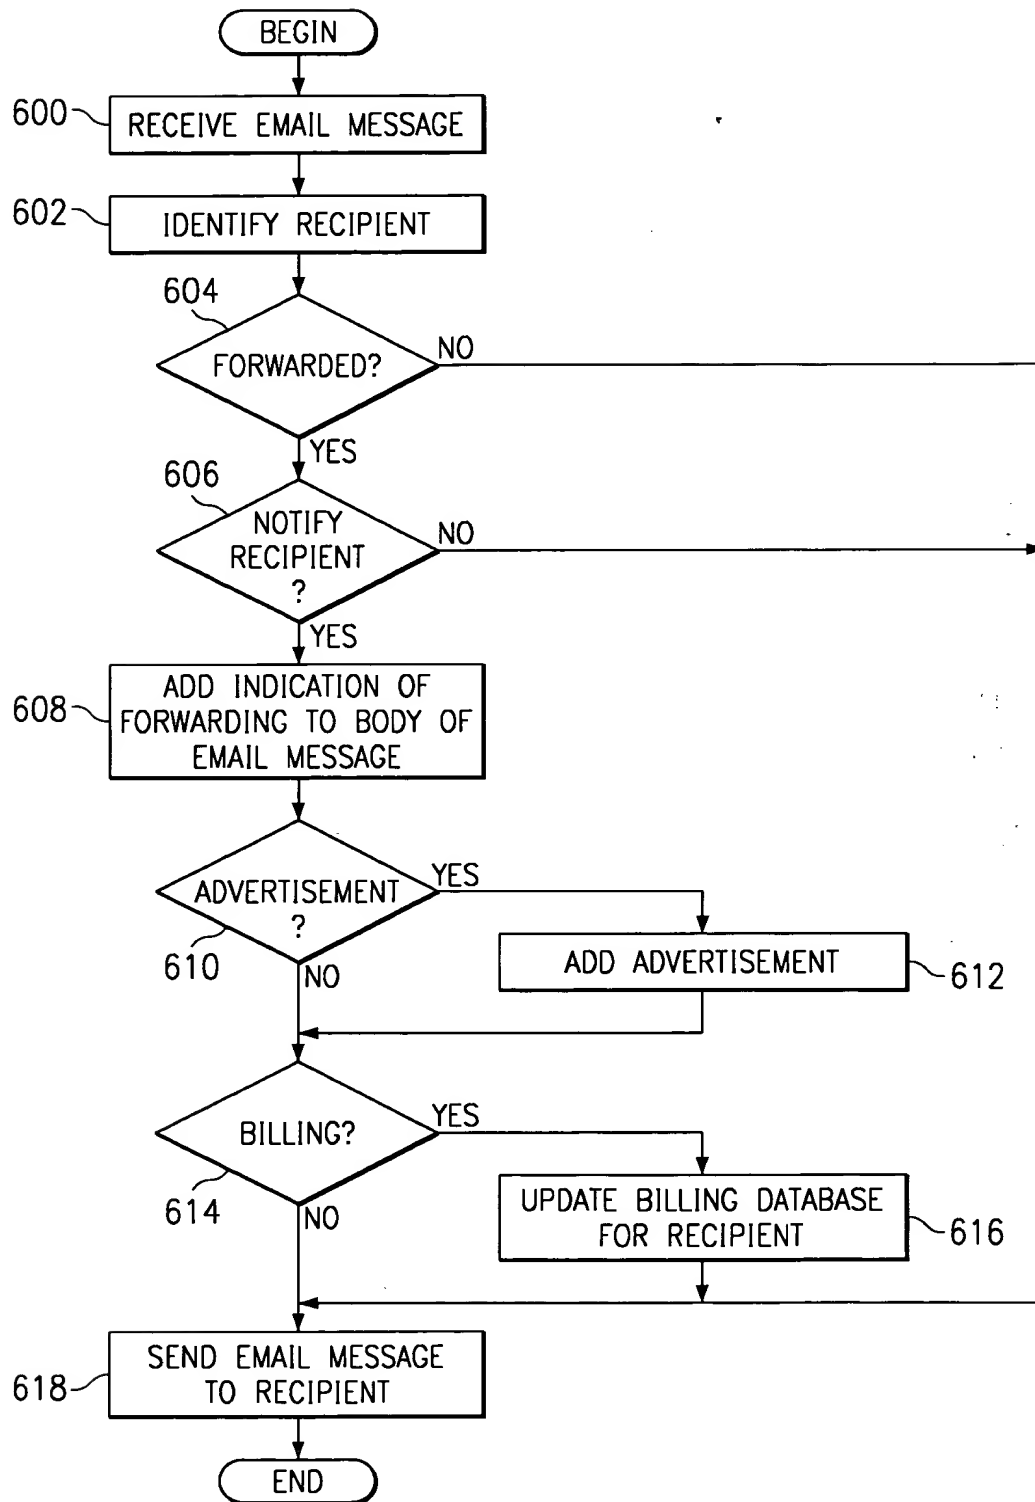 BEGIN
600
RECEIVE EMAIL MESSAGE
602
IDENTIFY RECIPIENT
604
FORWARDED?
NO
YES
606
NOTIFY
RECIPIENT
?
NO
YES
608
ADD INDICATION OF
FORWARDING TO BODY OF
EMAIL MESSAGE
ADVERTISEMENT
?
YES
610
NO
ADD ADVERTISEMENT
612
BILLING?
YES
614
NO
UPDATE BILLING DATABASE
FOR RECIPIENT
616
618
SEND EMAIL MESSAGE
TO RECIPIENT
END